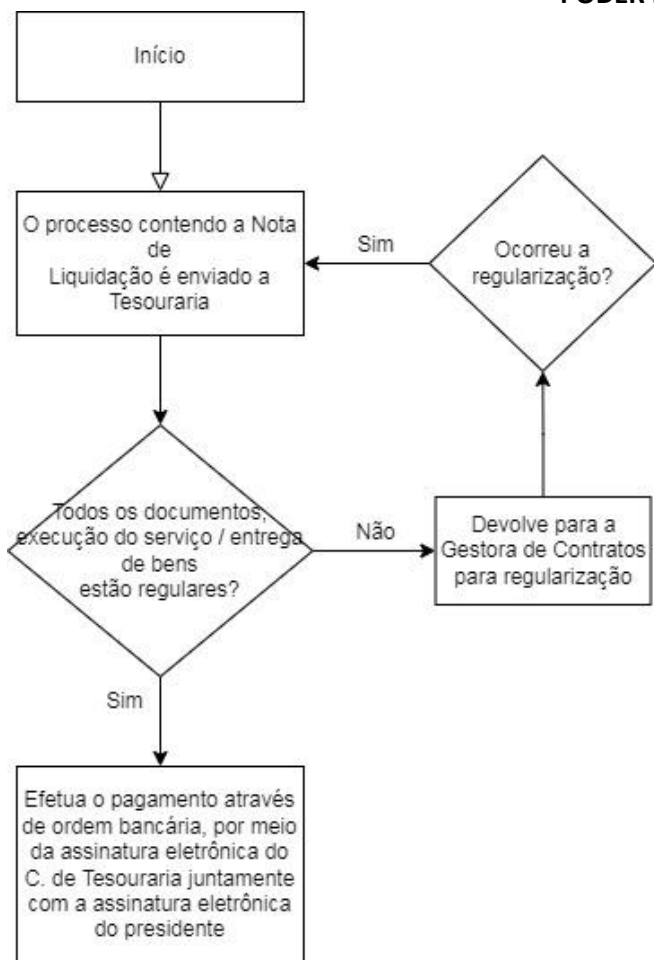 Início
O processo contendo a Nota
de
Liquidação é enviado a
Tesouraria
Sim
Ocorreu a
regularização?
Todos os documentos,
execução do serviço / entrega
de bens
estão regulares?
Não
Devolve para a
Gestora de Contratos
para regularização
Sim
Efetua o pagamento através
de ordem bancária, por meio
da assinatura eletrônica do
C. de Tesouraria juntamente
com a assinatura eletrônica
do presidente